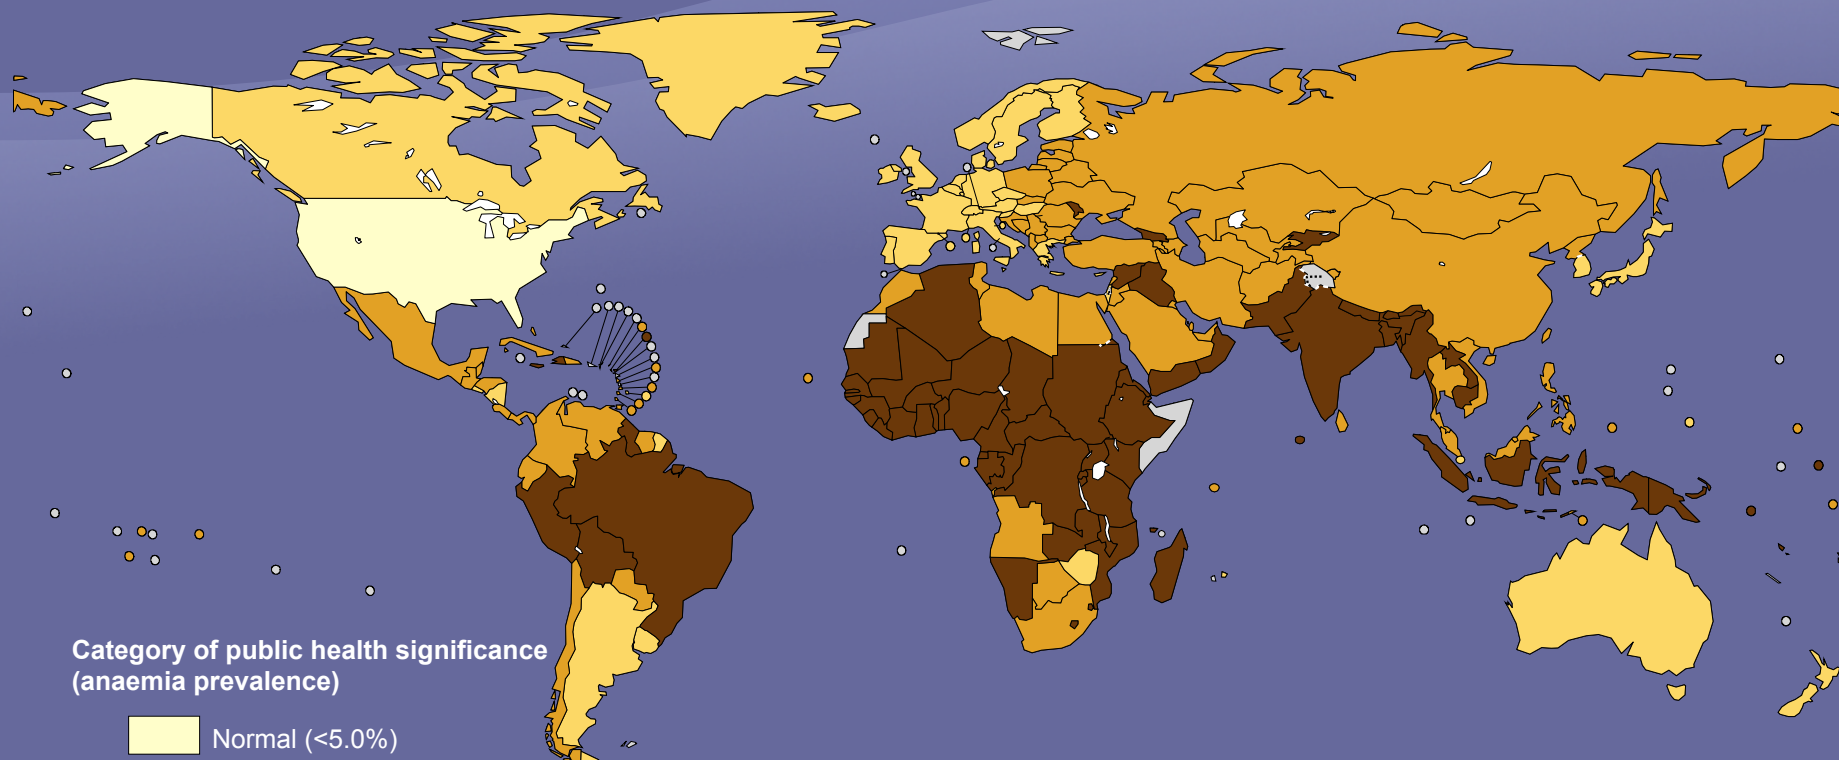 Category of public health significance
(anaemia prevalence)
Normal (<5.0%)